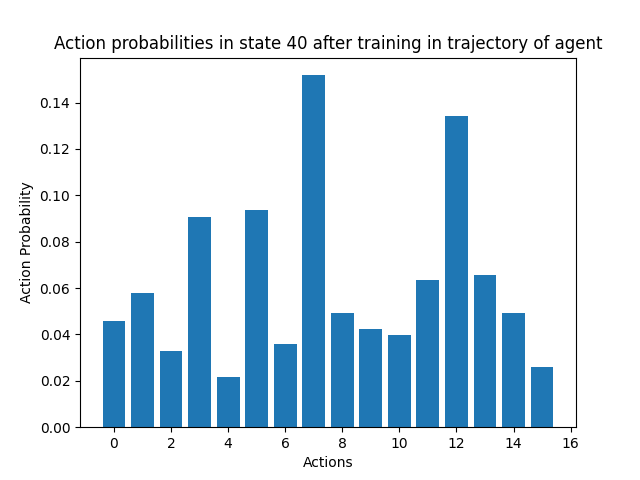 Action probabilities in state 40 after training in trajectory of agent
0.14
0.12
0.10
0.08
0.06
0.04
0.02
0.00
Action Probability
0 2 4 6 8 10 12 14 16
Actions